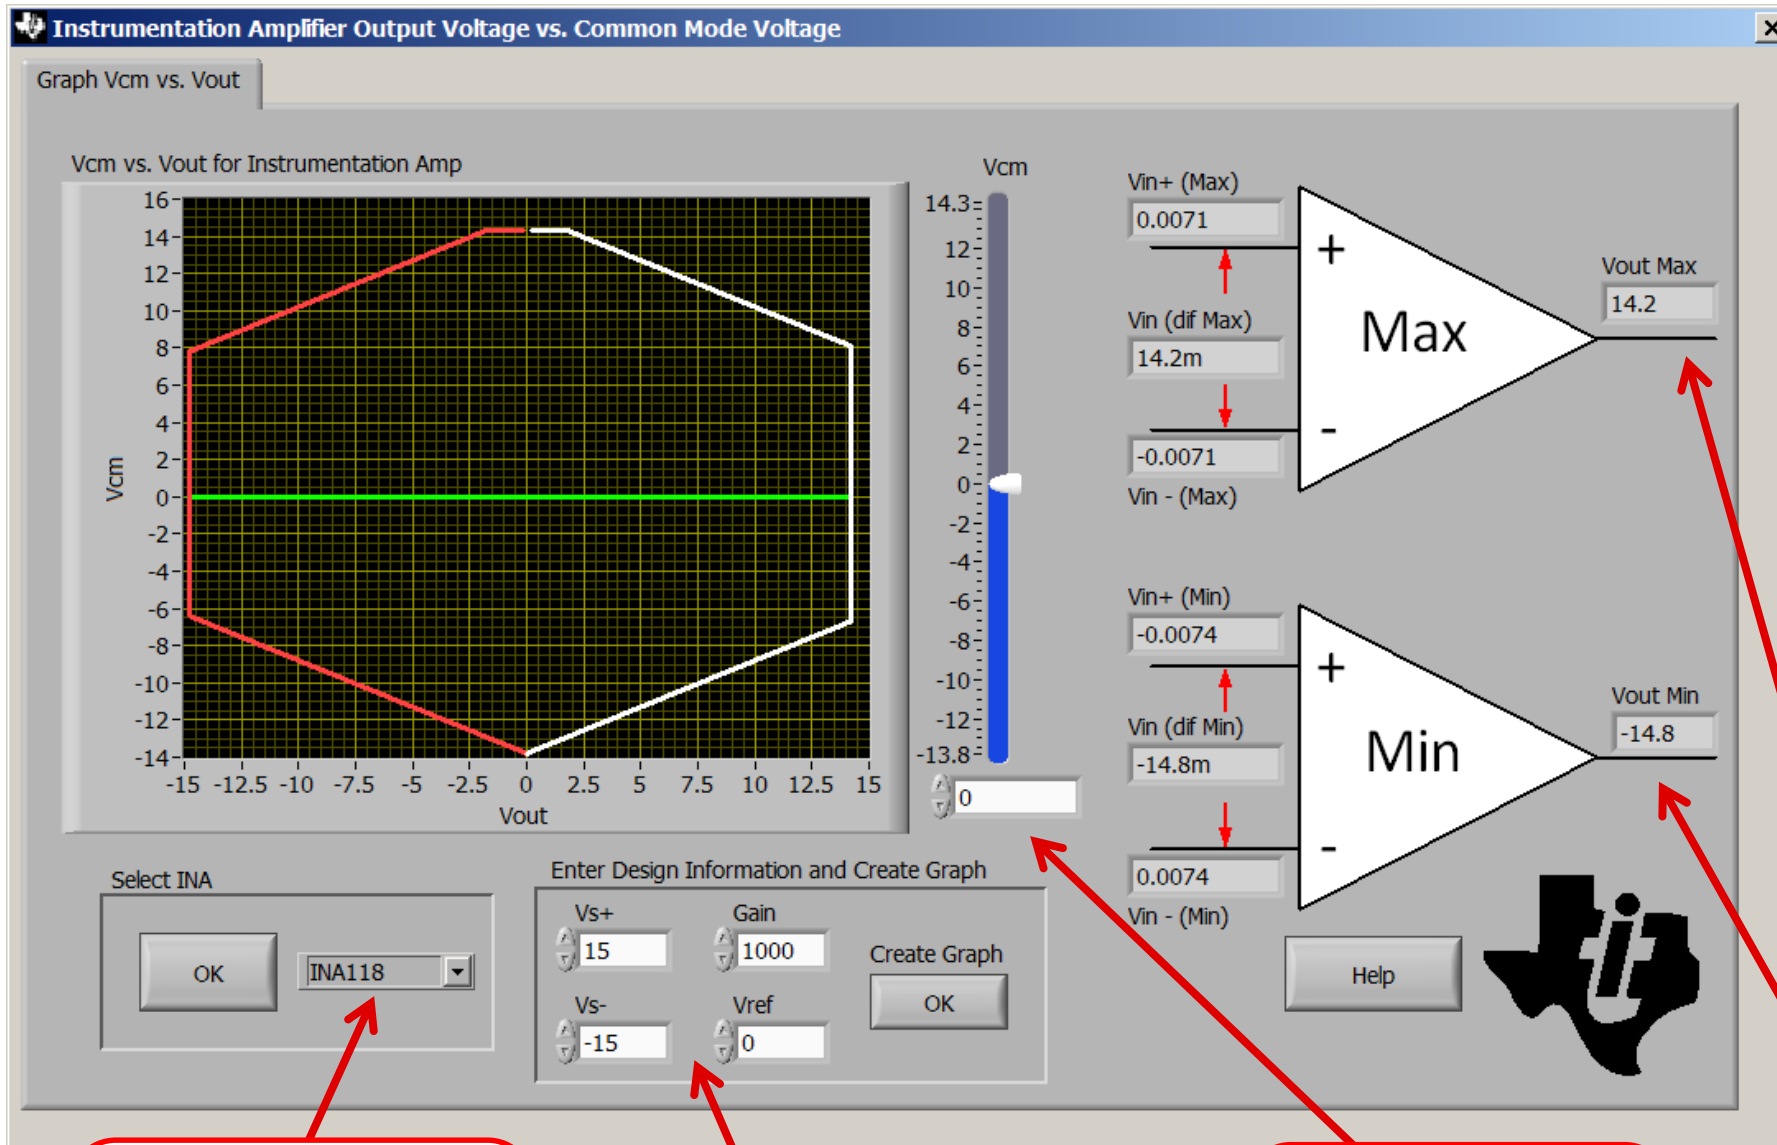 Instrumentation Amplifier Output Voltage vs. Common Mode Voltage
Graph Vcm vs. Vout
Vcm vs. Vout for Instrumentation Amp
16
14
12
10
8
6
4
2
0
-2
-4
-6
-8
-10
-12
-14
Vcm
-15 -12.5 -10 -7.5 -5 -2.5 0 2.5 5 7.5 10 12.5 15
Vout
Vcm
14.3
12
10
8
6
4
2
0
-2
-4
-6
-8
-10
-12
-13.8
0
Vin+ (Max)
0.0071
Vin (dif Max)
14.2m
-0.0071
Vin - (Max)
+
Max
-
Vout Max
14.2
Vin+ (Min)
-0.0074
Vin (dif Min)
-14.8m
0.0074
Vin - (Min)
+
Min
-
Vout Min
-14.8
Select INA
OK
INA118
Enter Design Information and Create Graph
Vs+
15
Gain
1000
Vs-
-15
Vref
0
Create Graph
OK
Help